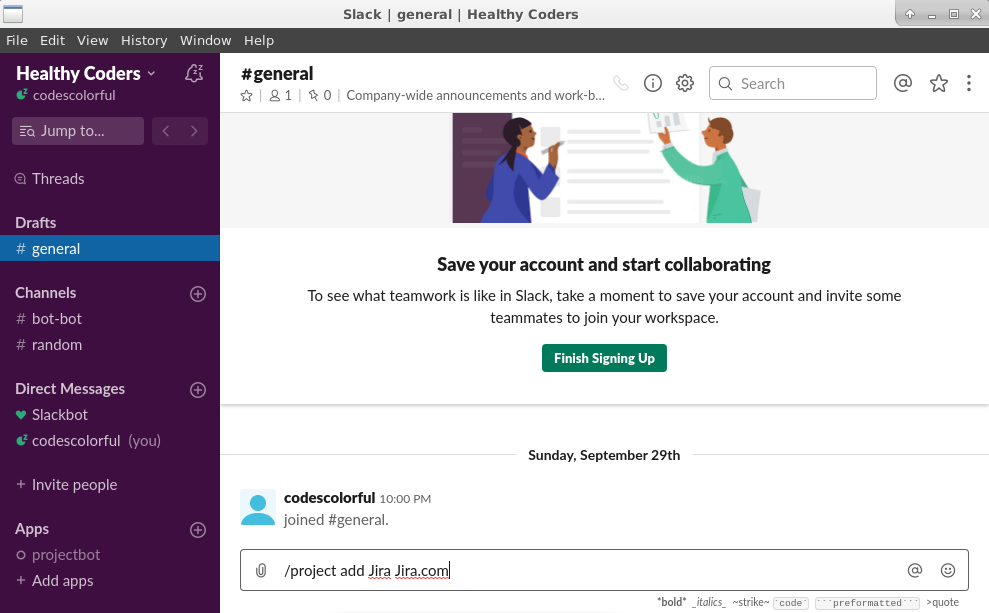 Slack | general | Healthy Coders
File Edit View History Window Help
Healthy Coders
codescolorful
Jump to...
Threads
Drafts
# general
Channels
# bot-bot
# random
Direct Messages
Slackbot
codescolorful (you)
+ Invite people
Apps
projectbot
+ Add apps
#general
| 1 | 0 | Company-wide announcements and work-b...
Search
Save your account and start collaborating
To see what teamwork is like in Slack, take a moment to save your account and invite some
teammates to join your workspace.
Finish Signing Up
Sunday, September 29th
codescolorful 10:00 PM
joined #general.
/project add Jira Jira.com
*bold* _italics_ ~strike~ `code` ```preformatted``` >quote